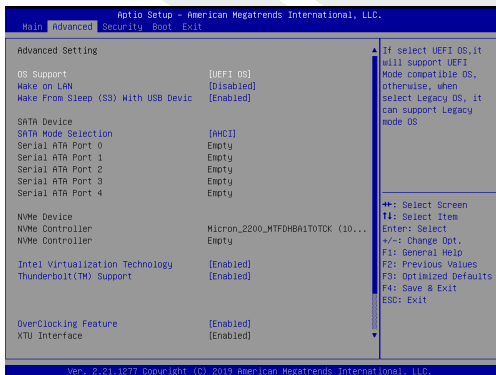 Aptio Setup – American Megatrends International, LLC.
Main Advanced Security Boot Exit
Advanced Setting
OS Support [UEFI OS]
Wake on LAN [Disabled]
Wake From Sleep (S3) With USB Devic [Enabled]
SATA Device
SATA Mode Selection [AHCI]
Serial ATA Port 0 Empty
Serial ATA Port 1 Empty
Serial ATA Port 2 Empty
Serial ATA Port 3 Empty
Serial ATA Port 4 Empty
NVMe Device
NVMe Controller Micron_2200_MTFDHBA1T0TCK (10...
NVMe Controller Empty
Intel Virtualization Technology [Enabled]
Thunderbolt(TM) Support [Enabled]
OverClocking Feature [Enabled]
XTU Interface [Enabled]
If select UEFI OS,it
will support UEFI
Mode compatible OS,
otherwise, when
select Legacy OS, it
can support Legacy
mode OS
→←: Select Screen
↑↓: Select Item
Enter: Select
+/-: Change Opt.
F1: General Help
F2: Previous Values
F3: Optimized Defaults
F4: Save & Exit
ESC: Exit
Ver. 2.21.1277 Copyright (C) 2019 American Megatrends International, LLC.